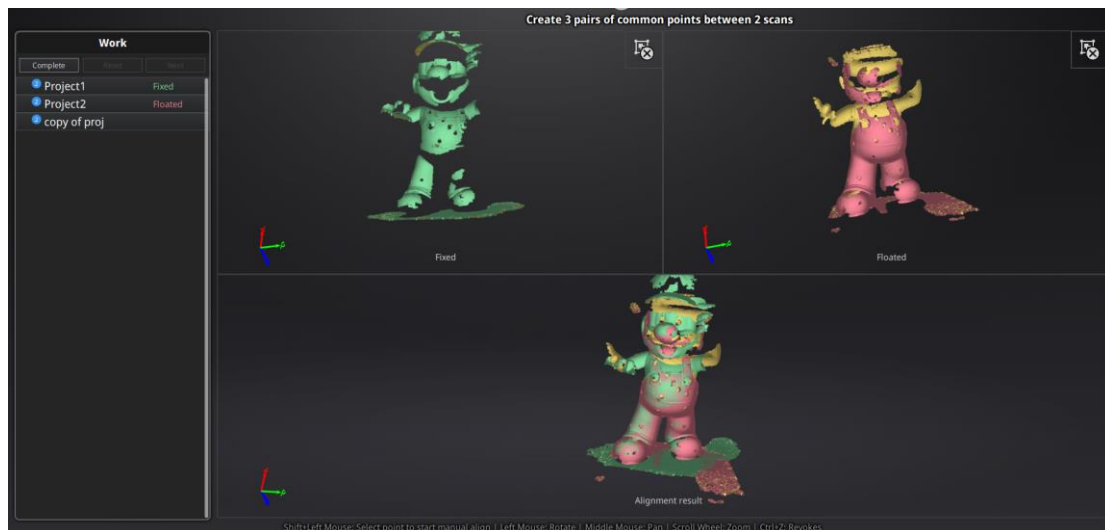 Create 3 pairs of common points between 2 scans
Work
Complete Reset Next
Project1 Fixed
Project2 Floated
copy of proj
Fixed
Floated
Alignment result
Shift+Left Mouse: Select point to start manual align | Left Mouse: Rotate | Middle Mouse: Pan | Scroll Wheel: Zoom | Ctrl+Z: Revokes